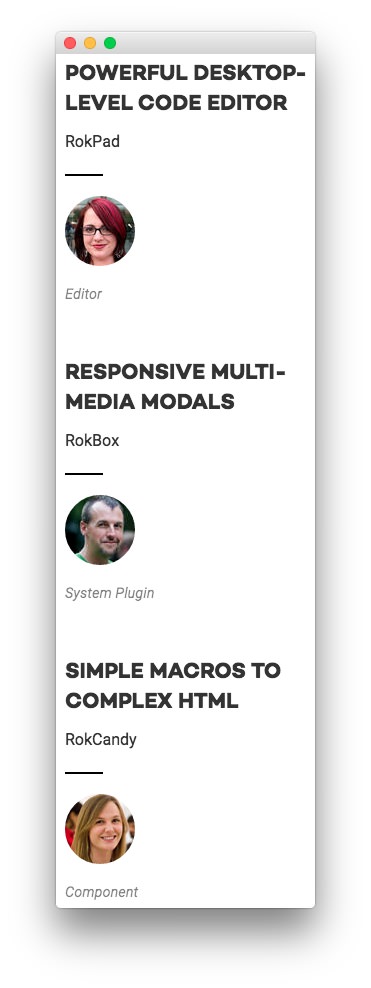 POWERFUL DESKTOP-
LEVEL CODE EDITOR
RokPad
Editor
RESPONSIVE MULTI-
MEDIA MODALS
RokBox
System Plugin
SIMPLE MACROS TO
COMPLEX HTML
RokCandy
Component